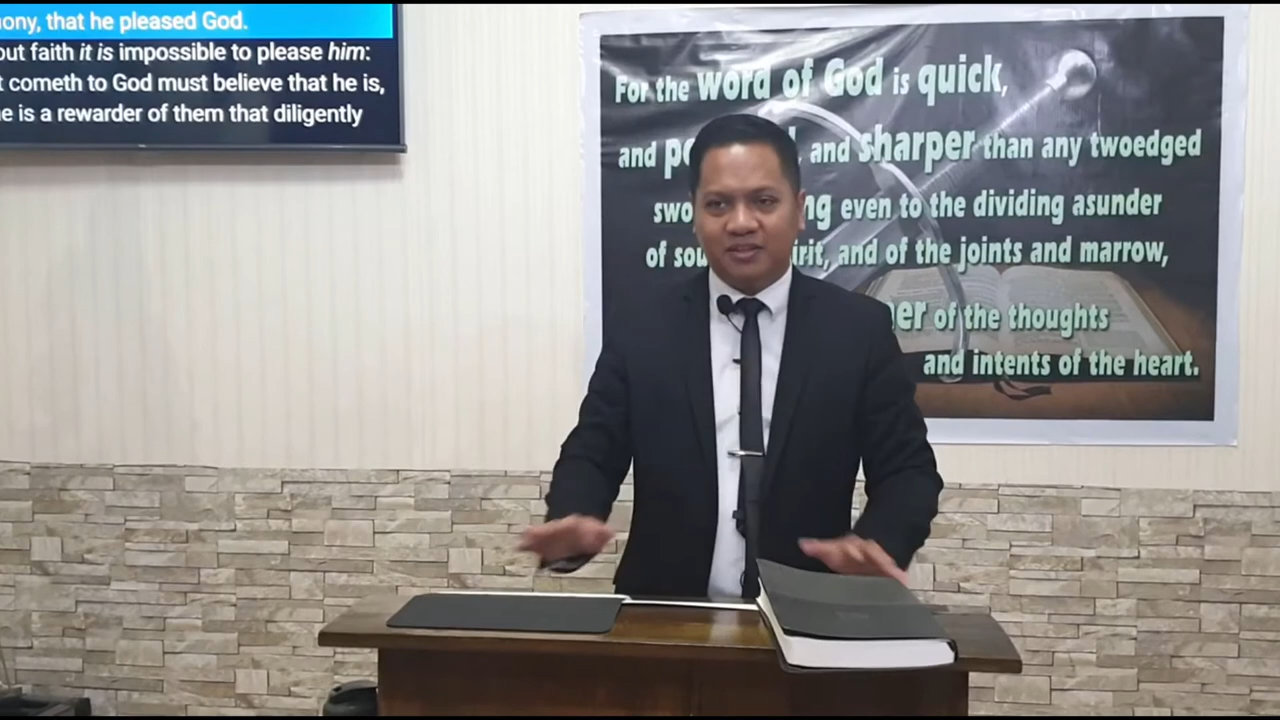 ony, that he pleased God.
out faith it is impossible to please him:
t cometh to God must believe that he is,
e is a rewarder of them that diligently
For the word of God is quick,
and po , and sharper than any twoedged
swo ng even to the dividing asunder
of sou irit, and of the joints and marrow,
er of the thoughts
and intents of the heart.